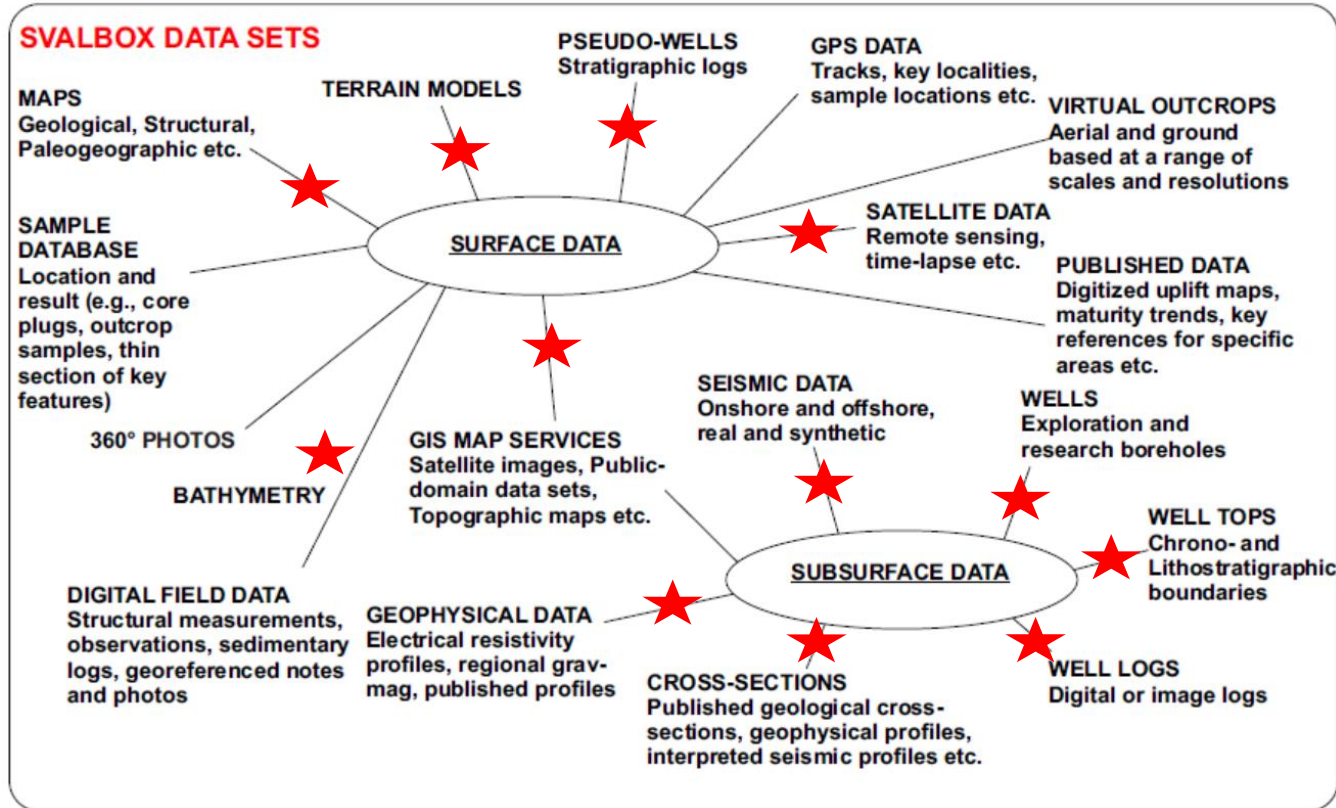 SVALBOX DATA SETS
MAPS
Geological, Structural,
Paleogeographic etc.
TERRAIN MODELS
PSEUDO-WELLS
Stratigraphic logs
GPS DATA
Tracks, key localities,
sample locations etc.
VIRTUAL OUTCROPS
Aerial and ground
based at a range of
scales and resolutions
SAMPLE
DATABASE
Location and
result (e.g., core
plugs, outcrop
samples, thin
section of key
features)
SURFACE DATA
SATELLITE DATA
Remote sensing,
time-lapse etc.
PUBLISHED DATA
Digitized uplift maps,
maturity trends, key
references for specific
areas etc.
360° PHOTOS
BATHYMETRY
GIS MAP SERVICES
Satellite images, Public-
domain data sets,
Topographic maps etc.
SEISMIC DATA
Onshore and offshore,
real and synthetic
WELLS
Exploration and
research boreholes
WELL TOPS
Chrono- and
Lithostratigraphic
boundaries
SUBSURFACE DATA
DIGITAL FIELD DATA
Structural measurements,
observations, sedimentary
logs, georeferenced notes
and photos
GEOPHYSICAL DATA
Electrical resistivity
profiles, regional grav-
mag, published profiles
CROSS-SECTIONS
Published geological cross-
sections, geophysical profiles,
interpreted seismic profiles etc.
WELL LOGS
Digital or image logs